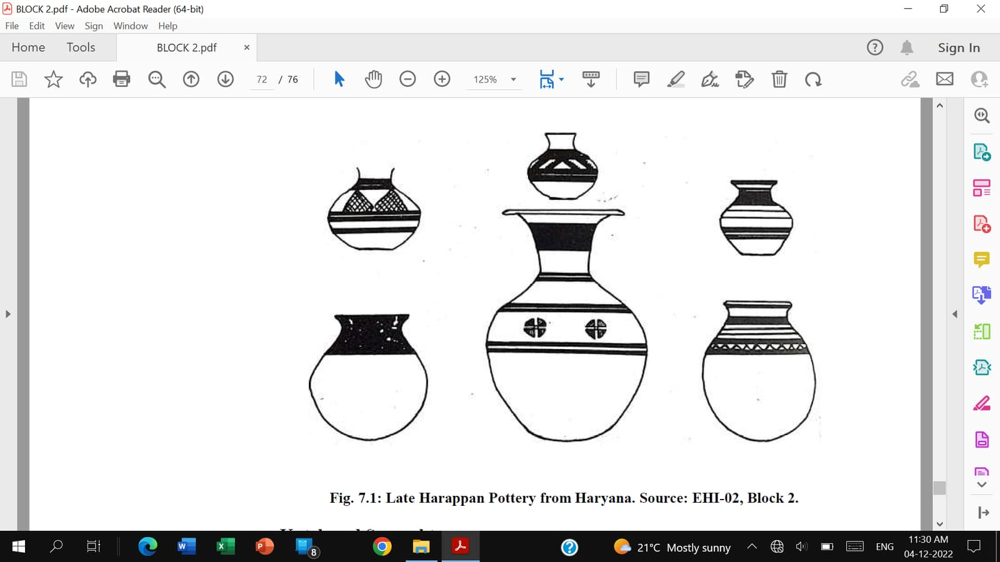 BLOCK 2.pdf - Adobe Acrobat Reader (64-bit)
File Edit View Sign Window Help
Home Tools BLOCK 2.pdf × Sign In
72 / 76 125%
Fig. 7.1: Late Harappan Pottery from Haryana. Source: EHI-02, Block 2.
8 21°C Mostly sunny ENG 11:30 AM
04-12-2022